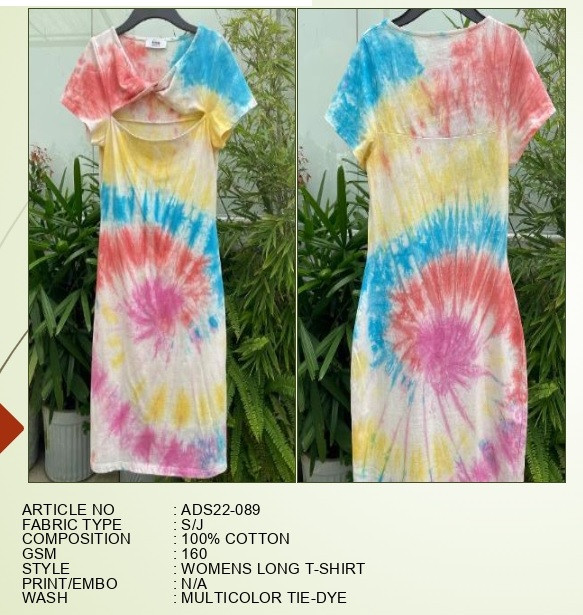 ARTICLE NO : ADS22-089
FABRIC TYPE : S/J
COMPOSITION : 100% COTTON
GSM : 160
STYLE : WOMENS LONG T-SHIRT
PRINT/EMBO : N/A
WASH : MULTICOLOR TIE-DYE